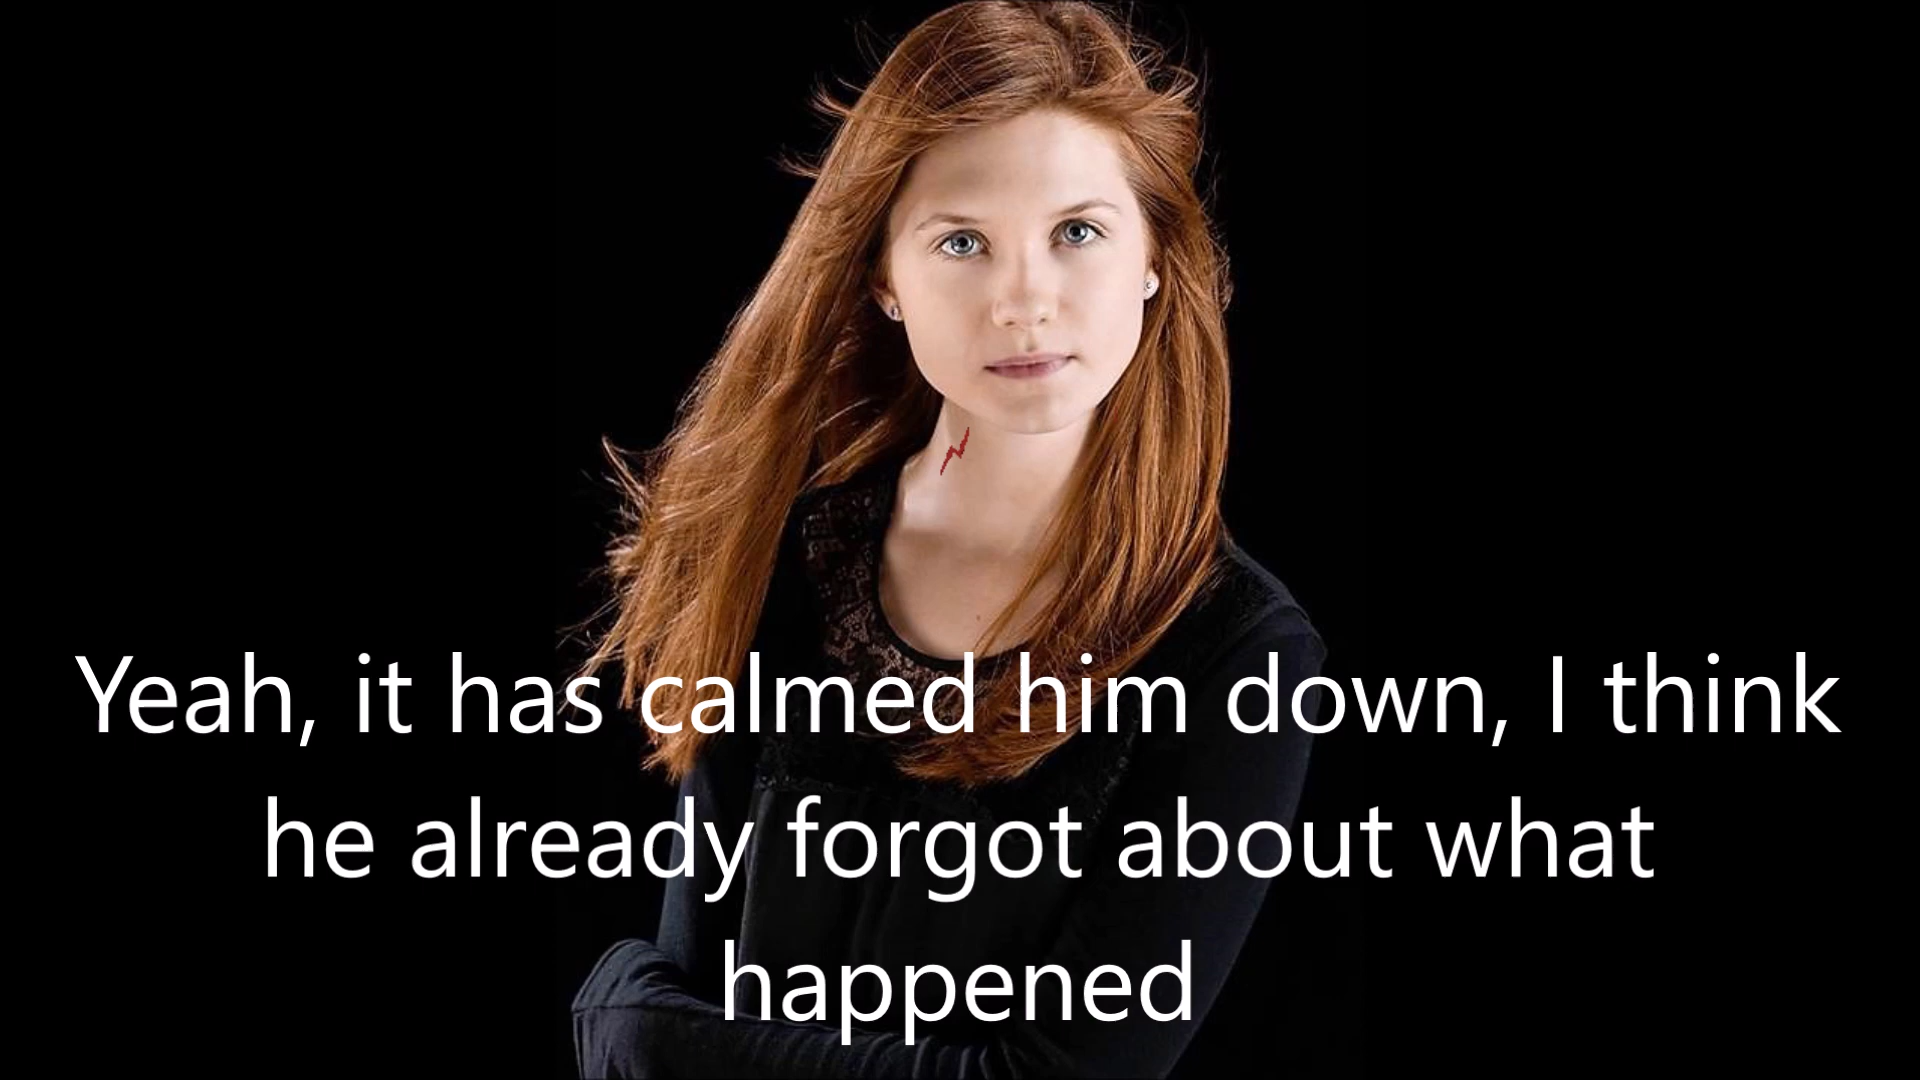 Yeah, it has calmed him down, I think
he already forgot about what
happened